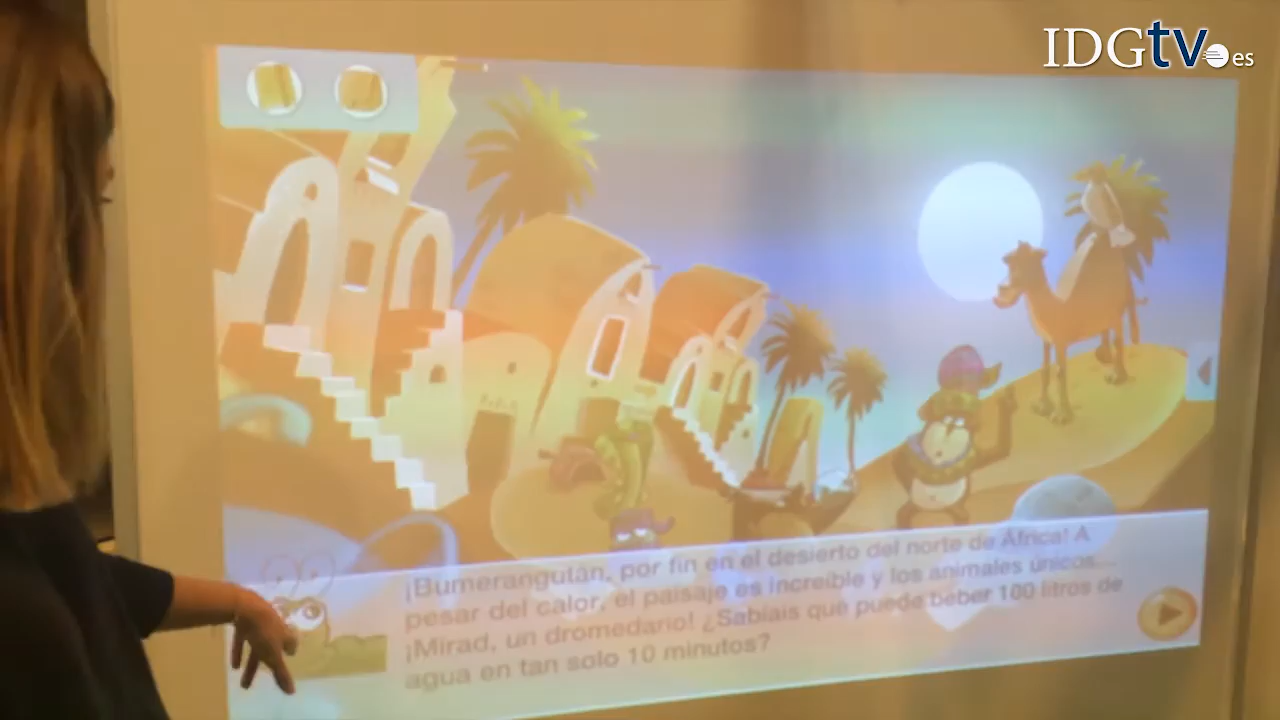 IDGtv.es
¡Bumerangután, por fin en el desierto del norte de África! A
pesar del calor, el paisaje es increíble y los animales únicos...
¡Mirad, un dromedario! ¿Sabíais que puede beber 100 litros de
agua en tan solo 10 minutos?